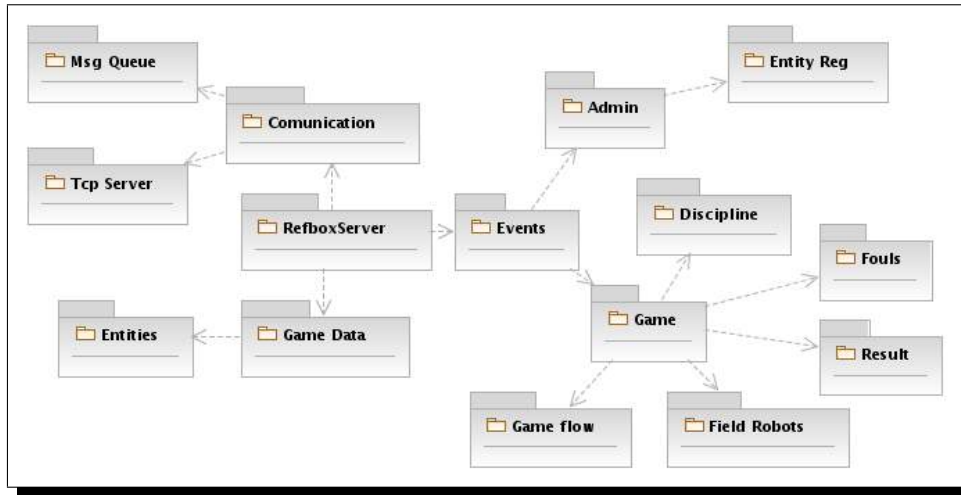 Msg Queue
Entity Reg
Admin
Comunication
Tcp Server
Discipline
RefboxServer
Events
Fouls
Entities
Game Data
Game
Result
Game flow
Field Robots